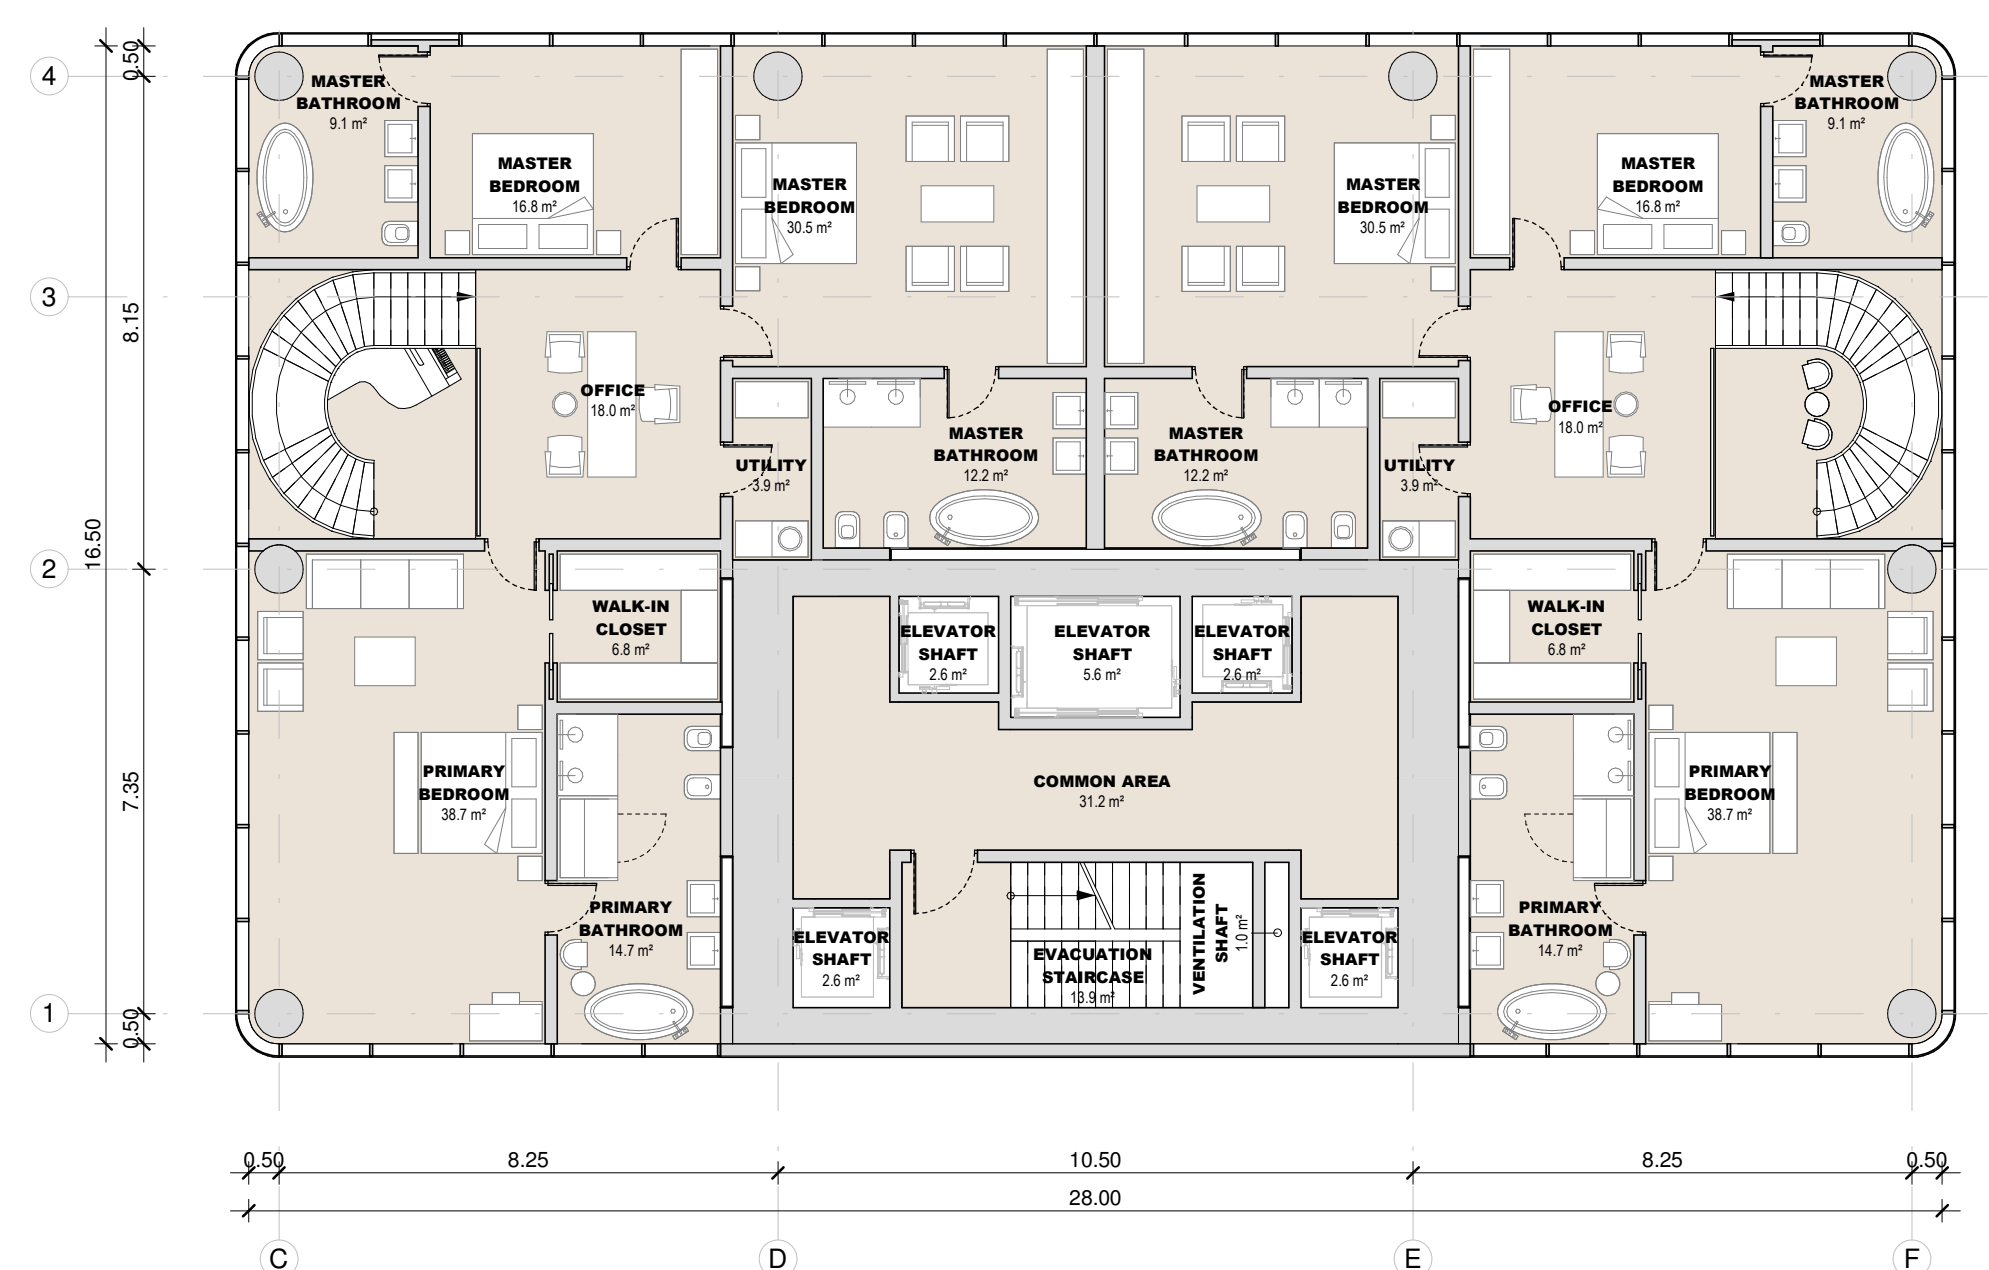 4
3
2
1
0.50
8.15
16.50
7.35
0.50
MASTER
BATHROOM
9.1 m²
MASTER
BEDROOM
16.8 m²
MASTER
BEDROOM
30.5 m²
MASTER
BEDROOM
30.5 m²
MASTER
BEDROOM
16.8 m²
MASTER
BATHROOM
9.1 m²
OFFICE
18.0 m²
UTILITY
3.9 m²
MASTER
BATHROOM
12.2 m²
MASTER
BATHROOM
12.2 m²
UTILITY
3.9 m²
OFFICE
18.0 m²
WALK-IN
CLOSET
6.8 m²
ELEVATOR
SHAFT
2.6 m²
ELEVATOR
SHAFT
5.6 m²
ELEVATOR
SHAFT
2.6 m²
WALK-IN
CLOSET
6.8 m²
PRIMARY
BEDROOM
38.7 m²
COMMON AREA
31.2 m²
PRIMARY
BEDROOM
38.7 m²
PRIMARY
BATHROOM
14.7 m²
ELEVATOR
SHAFT
2.6 m²
EVACUATION
STAIRCASE
13.9 m²
VENTILATION
SHAFT
1.0 m²
ELEVATOR
SHAFT
2.6 m²
PRIMARY
BATHROOM
14.7 m²
0.50
8.25
10.50
8.25
0.50
28.00
C
D
E
F